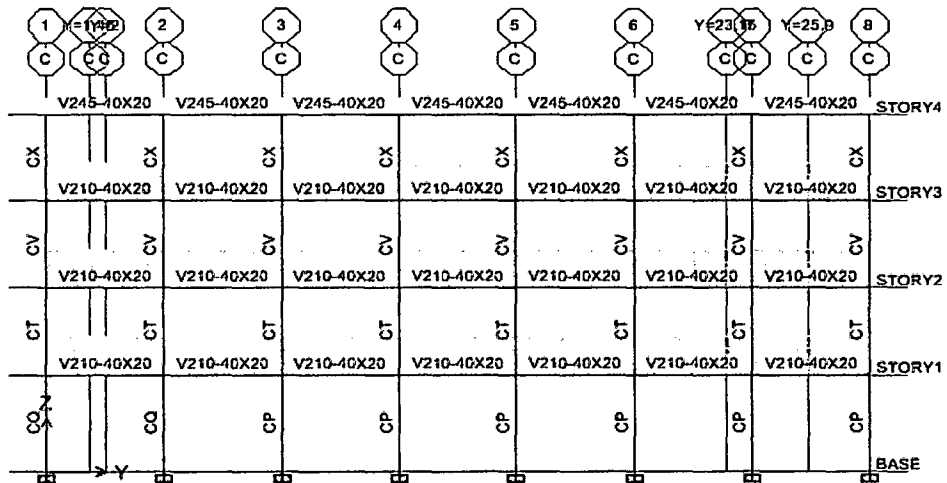 1 2 3 4 5 6 8
C C C C C C C C C C C C
V245-40X20 V245-40X20 V245-40X20 V245-40X20 V245-40X20 V245-40X20 V245-40X20 STORY4
CX CX CX CX CX CX CX CX
V210-40X20 V210-40X20 V210-40X20 V210-40X20 V210-40X20 V210-40X20 V210-40X20 STORY3
CV CV CV CV CV CV CV CV
V210-40X20 V210-40X20 V210-40X20 V210-40X20 V210-40X20 V210-40X20 V210-40X20 STORY2
CT CT CT CT CT CT CT CT
V210-40X20 V210-40X20 V210-40X20 V210-40X20 V210-40X20 V210-40X20 V210-40X20 STORY1
Z
CQ CQ CP CP CP CP CP CP
Y BASE